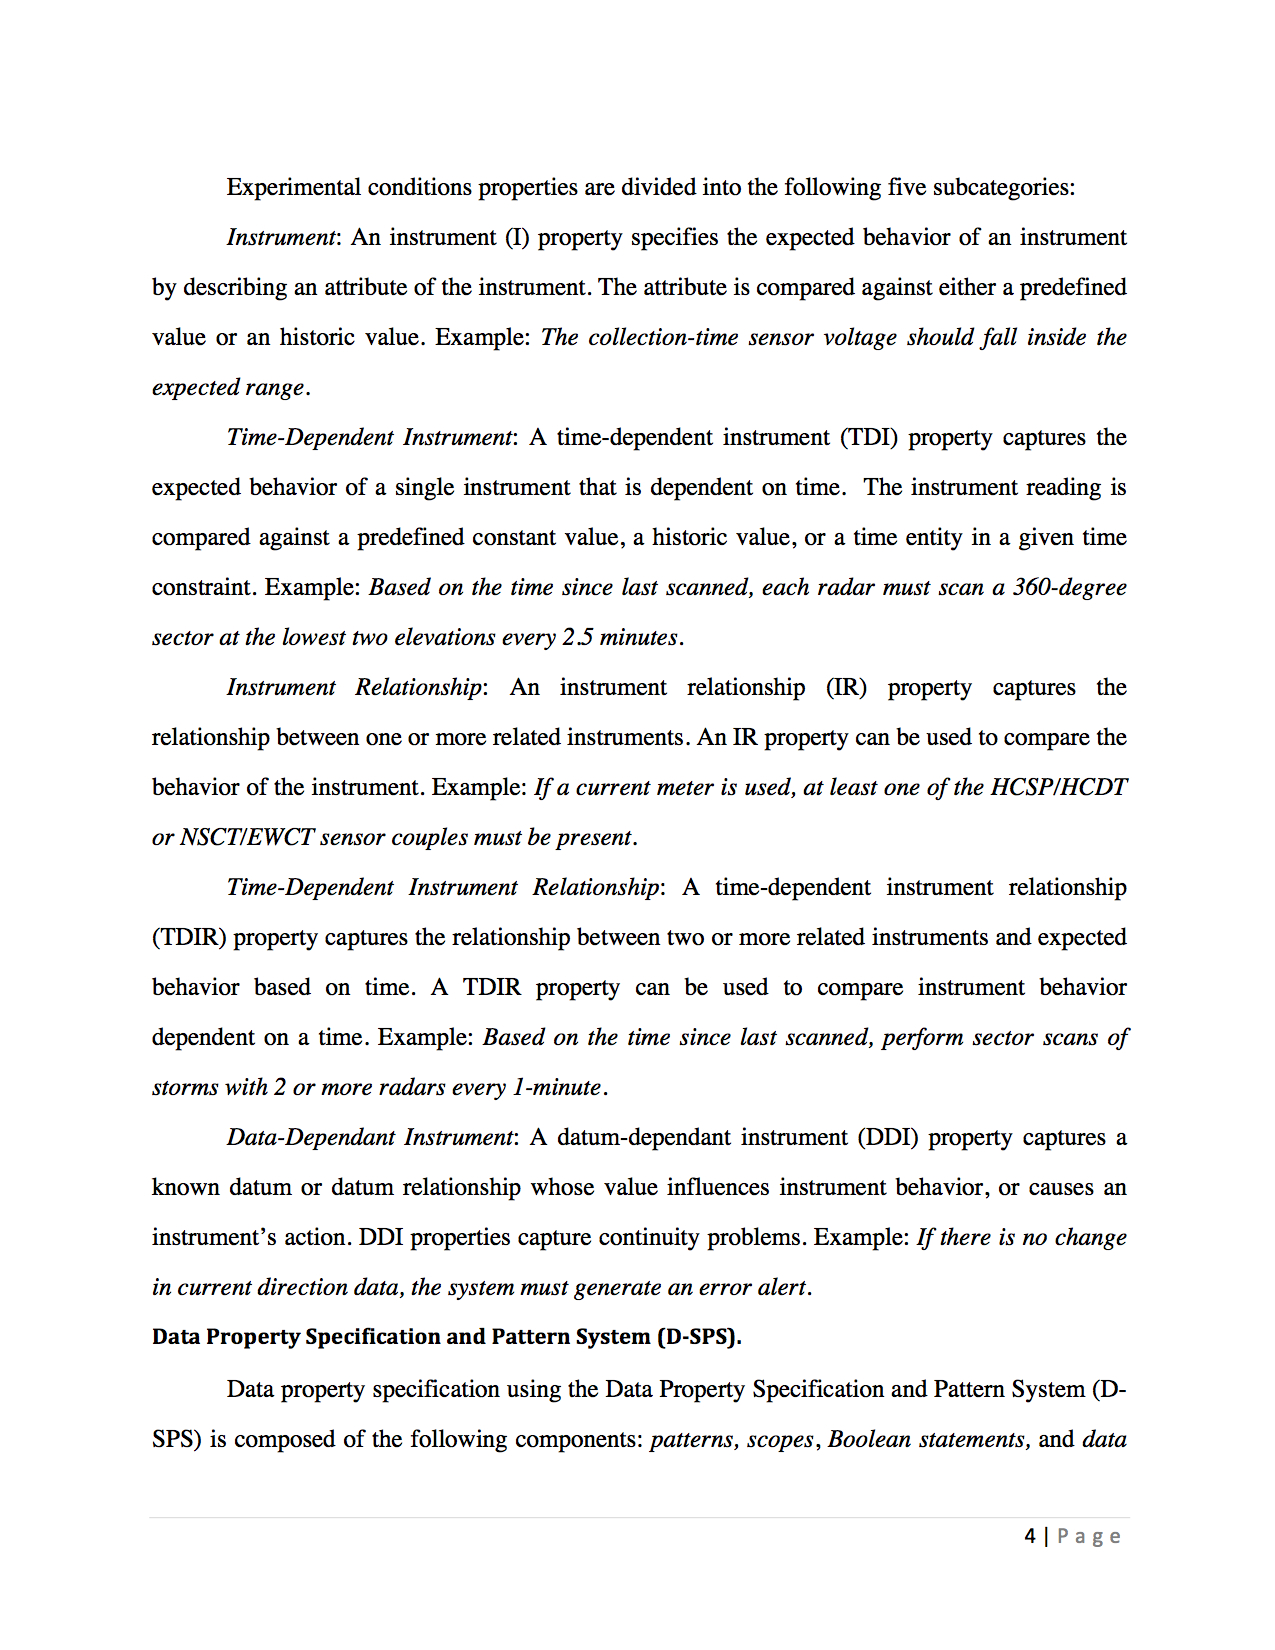 Experimental conditions properties are divided into the following five subcategories:
Instrument: An instrument (I) property specifies the expected behavior of an instrument
by describing an attribute of the instrument. The attribute is compared against either a predefined
value or an historic value. Example: The collection-time sensor voltage should fall inside the
expected range.
Time-Dependent Instrument: A time-dependent instrument (TDI) property captures the
expected behavior of a single instrument that is dependent on time. The instrument reading is
compared against a predefined constant value, a historic value, or a time entity in a given time
constraint. Example: Based on the time since last scanned, each radar must scan a 360-degree
sector at the lowest two elevations every 2.5 minutes.
Instrument Relationship: An instrument relationship (IR) property captures the
relationship between one or more related instruments. An IR property can be used to compare the
behavior of the instrument. Example: If a current meter is used, at least one of the HCSP/HCDT
or NSCT/EWCT sensor couples must be present.
Time-Dependent Instrument Relationship: A time-dependent instrument relationship
(TDIR) property captures the relationship between two or more related instruments and expected
behavior based on time. A TDIR property can be used to compare instrument behavior
dependent on a time. Example: Based on the time since last scanned, perform sector scans of
storms with 2 or more radars every 1-minute.
Data-Dependant Instrument: A datum-dependant instrument (DDI) property captures a
known datum or datum relationship whose value influences instrument behavior, or causes an
instrument’s action. DDI properties capture continuity problems. Example: If there is no change
in current direction data, the system must generate an error alert.
Data Property Specification and Pattern System (D-SPS).
Data property specification using the Data Property Specification and Pattern System (D-
SPS) is composed of the following components: patterns, scopes, Boolean statements, and data
4 | Page